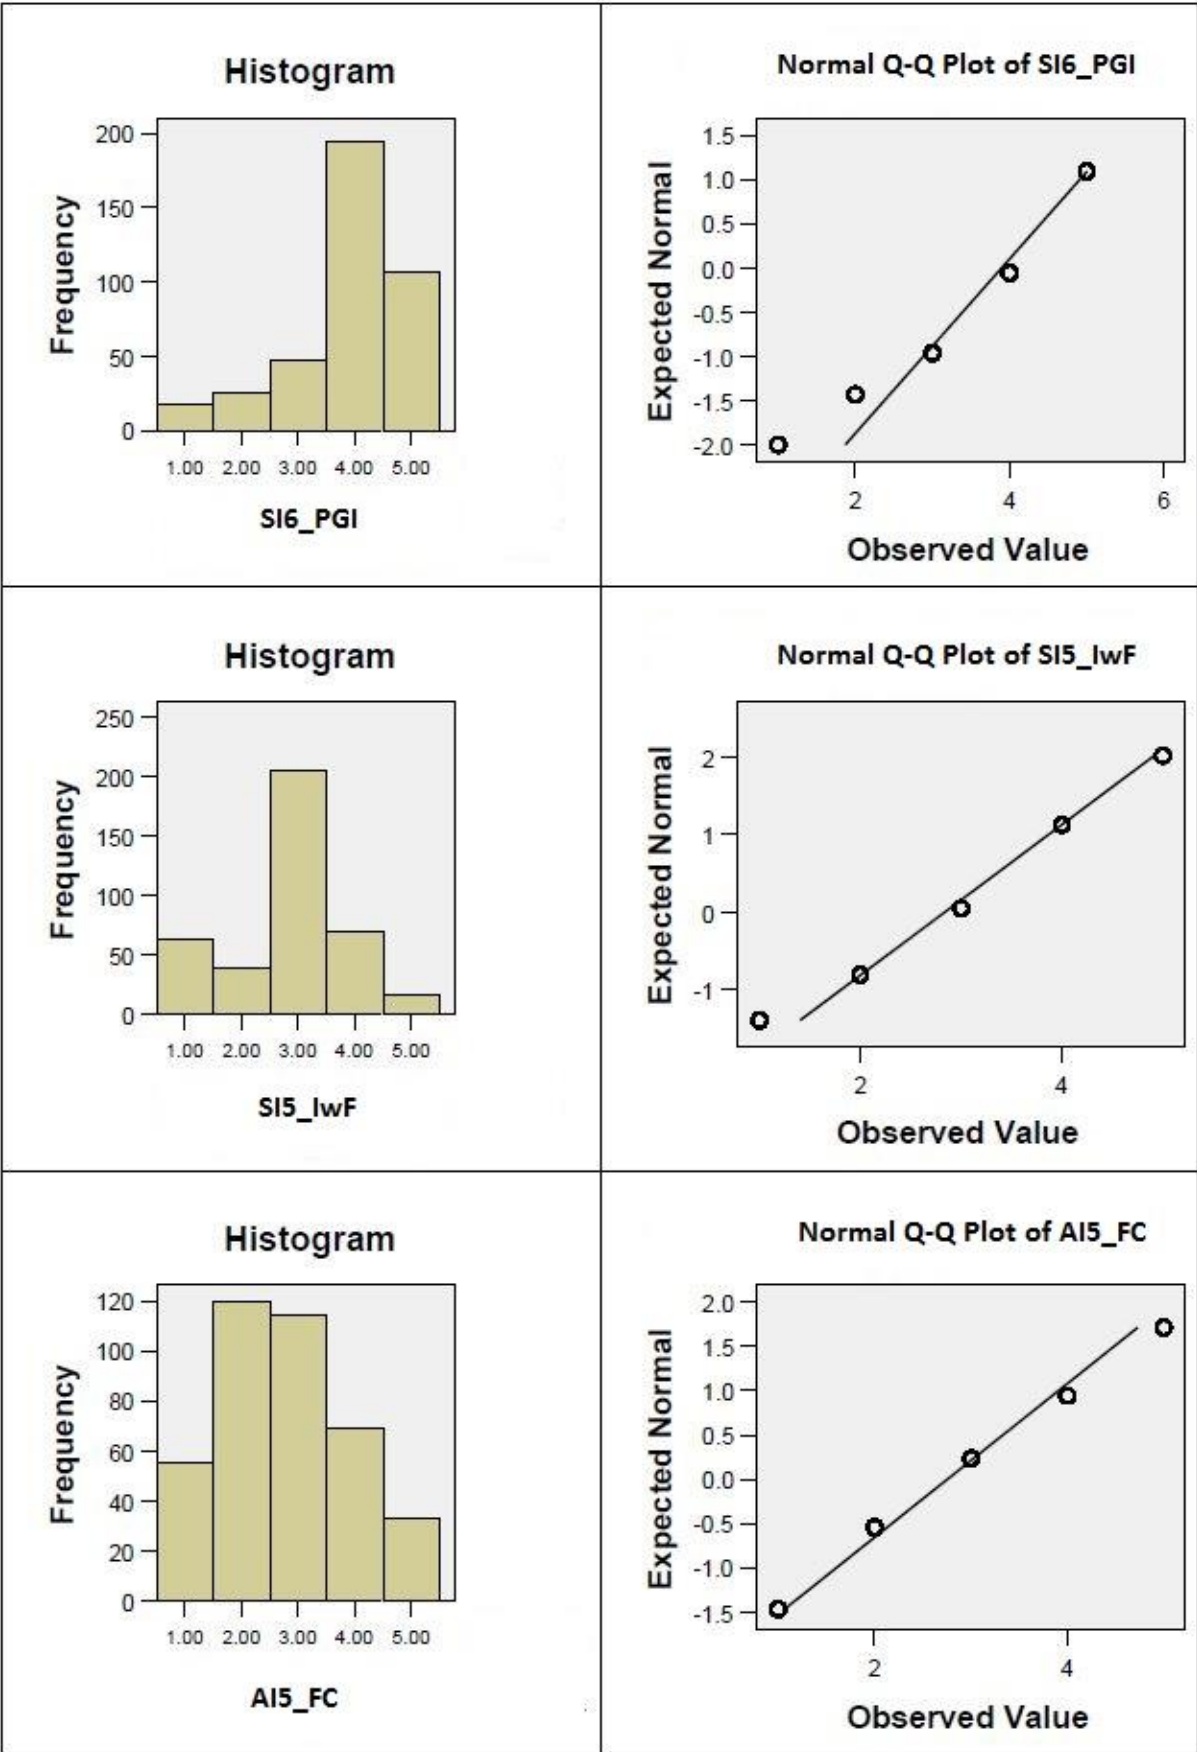 Histogram
Frequency
200
150
100
50
0
1.00 2.00 3.00 4.00 5.00
SI6_PGI
Normal Q-Q Plot of SI6_PGI
Expected Normal
1.5
1.0
0.5
0.0
-0.5
-1.0
-1.5
-2.0
2 4 6
Observed Value
Histogram
Frequency
250
200
150
100
50
0
1.00 2.00 3.00 4.00 5.00
SI5_IwF
Normal Q-Q Plot of SI5_IwF
Expected Normal
2
1
0
-1
2 4
Observed Value
Histogram
Frequency
120
100
80
60
40
20
0
1.00 2.00 3.00 4.00 5.00
AI5_FC
Normal Q-Q Plot of AI5_FC
Expected Normal
2.0
1.5
1.0
0.5
0.0
-0.5
-1.0
-1.5
2 4
Observed Value